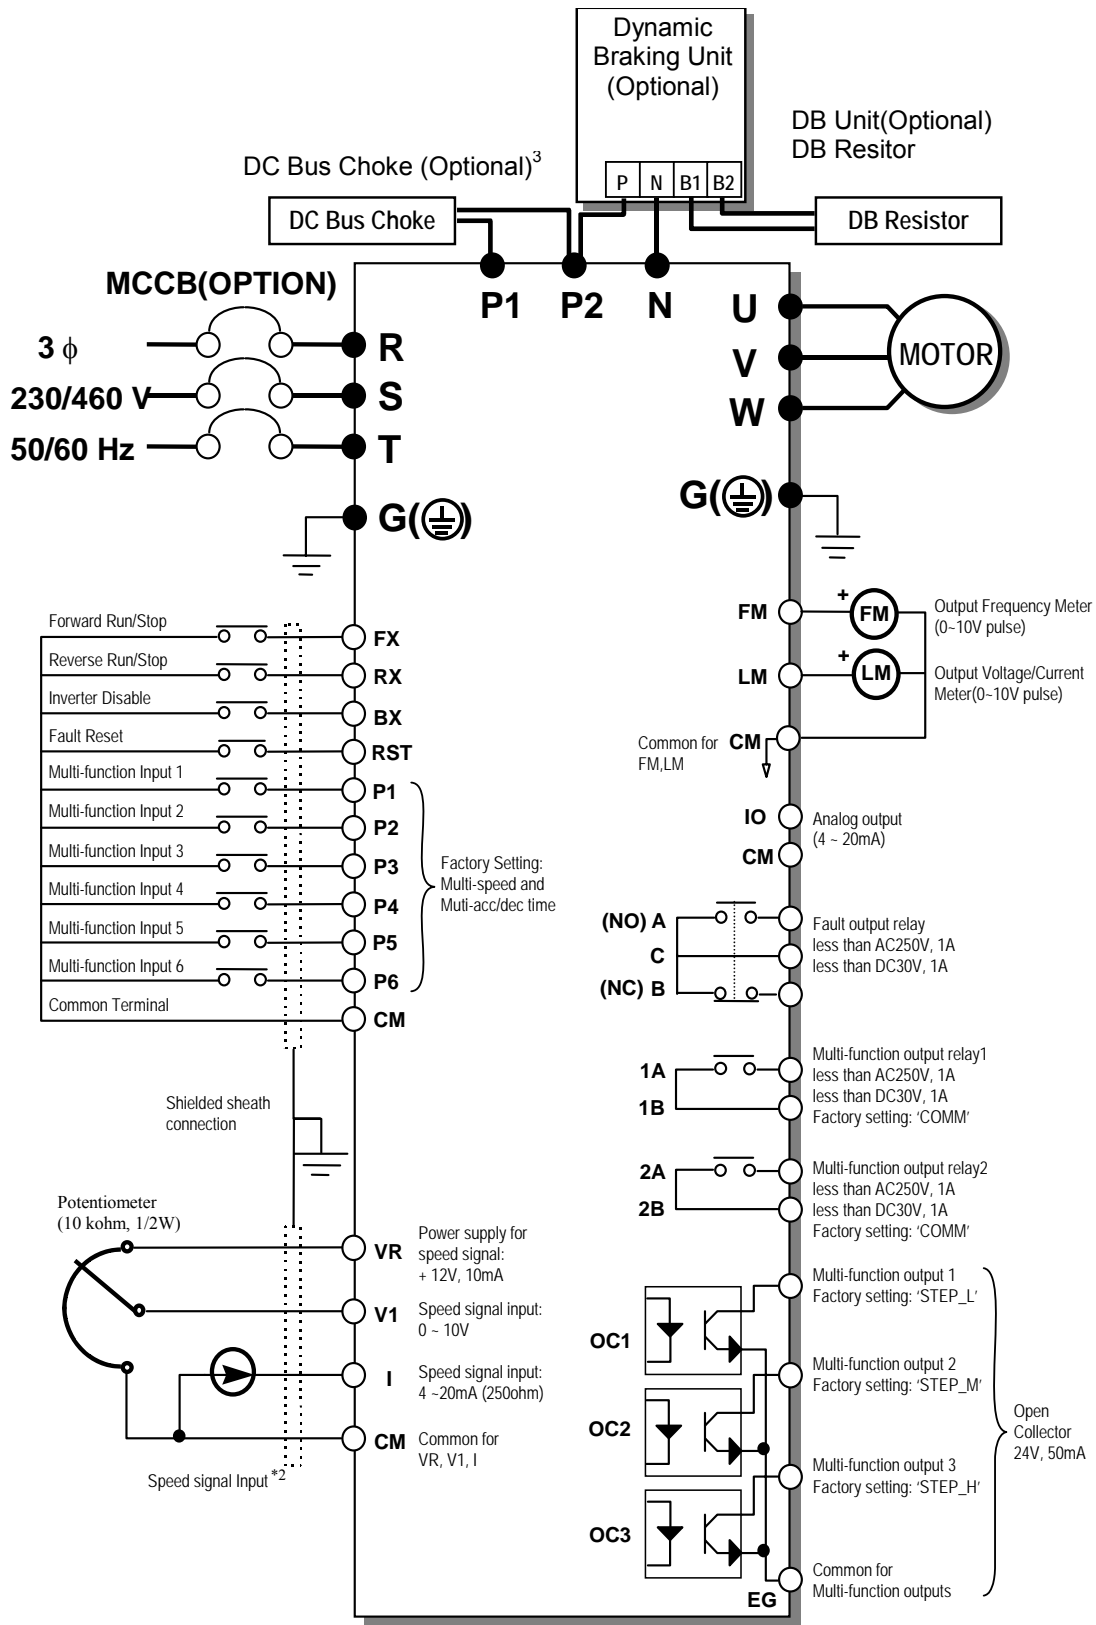 Dynamic
Braking Unit
(Optional)
DB Unit(Optional)
DB Resitor
DC Bus Choke (Optional)³
P N B1 B2
DC Bus Choke
DB Resistor
MCCB(OPTION)
P1 P2 N
U
V
W
MOTOR
3 ϕ
230/460 V
50/60 Hz
R
S
T
G( )
G( )
Forward Run/Stop
FX
Reverse Run/Stop
RX
Inverter Disable
BX
Fault Reset
RST
Multi-function Input 1
P1
Multi-function Input 2
P2
Multi-function Input 3
P3
Multi-function Input 4
P4
Multi-function Input 5
P5
Multi-function Input 6
P6
Common Terminal
CM
Factory Setting:
Multi-speed and
Muti-acc/dec time
Shielded sheath
connection
Potentiometer
(10 kohm, 1/2W)
VR
Power supply for
speed signal:
+ 12V, 10mA
V1
Speed signal input:
0 ~ 10V
I
Speed signal input:
4 ~20mA (250ohm)
CM
Common for
VR, V1, I
Speed signal Input *2
FM
+
FM
Output Frequency Meter
(0~10V pulse)
LM
+
LM
Output Voltage/Current
Meter(0~10V pulse)
Common for
FM,LM
CM
IO
Analog output
(4 ~ 20mA)
CM
(NO) A
C
(NC) B
Fault output relay
less than AC250V, 1A
less than DC30V, 1A
1A
1B
Multi-function output relay1
less than AC250V, 1A
less than DC30V, 1A
Factory setting: ‘COMM’
2A
2B
Multi-function output relay2
less than AC250V, 1A
less than DC30V, 1A
Factory setting: ‘COMM’
OC1
Multi-function output 1
Factory setting: ‘STEP_L’
OC2
Multi-function output 2
Factory setting: ‘STEP_M’
OC3
Multi-function output 3
Factory setting: ‘STEP_H’
Open
Collector
24V, 50mA
EG
Common for
Multi-function outputs